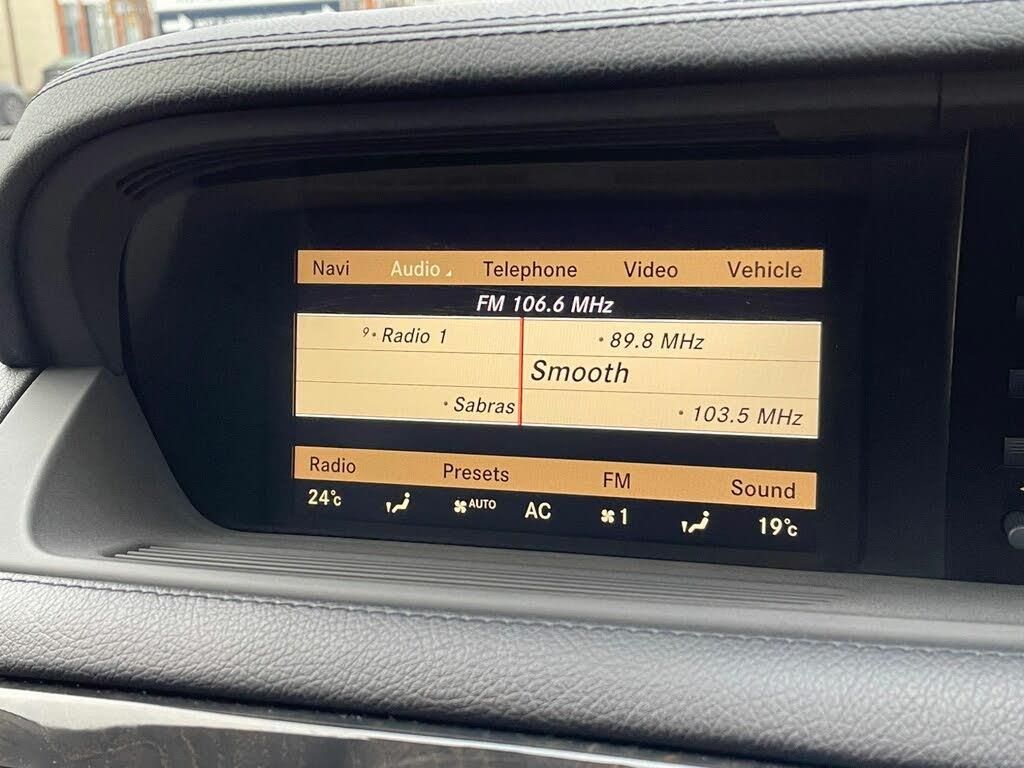 Navi Audio Telephone Video Vehicle
FM 106.6 MHz
9 • Radio 1 • 89.8 MHz
Smooth
• Sabras • 103.5 MHz
Radio Presets FM Sound
24°C AUTO AC 1 19°C